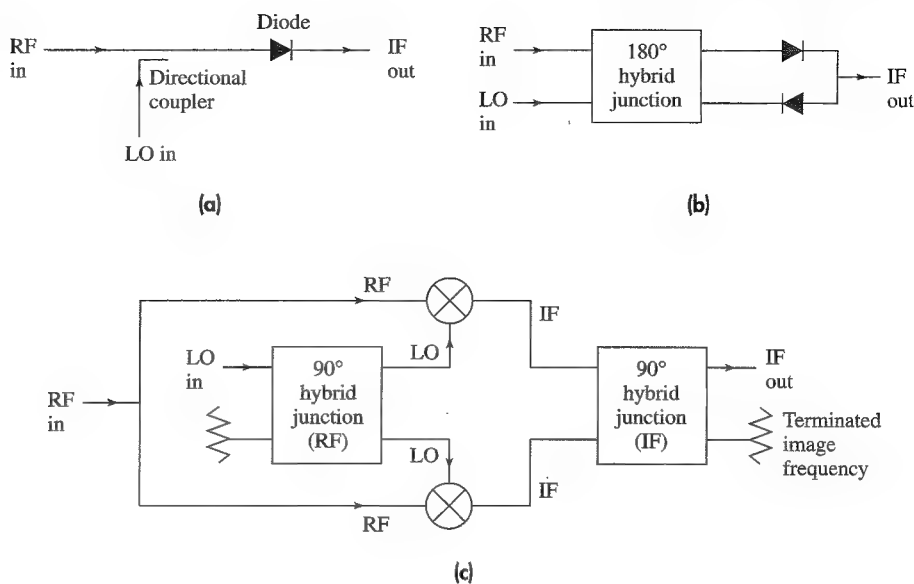 RF
in
Diode
IF
out
Directional
coupler
LO in
(a)
RF
in
LO
in
180°
hybrid
junction
IF
out
(b)
RF
in
RF
LO
in
90°
hybrid
junction
(RF)
LO
LO
RF
IF
IF
90°
hybrid
junction
(IF)
IF
out
Terminated
image
frequency
(c)